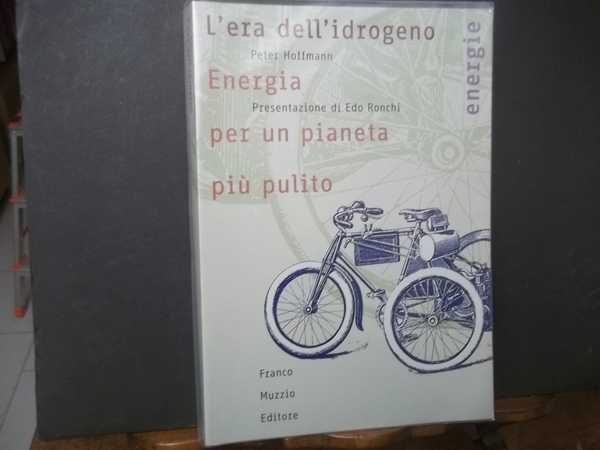 L'era dell'idrogeno
Peter Hoffmann
Energia
Presentazione di Edo Ronchi
per un pianeta
più pulito
energie
Franco
Muzzio
Editore